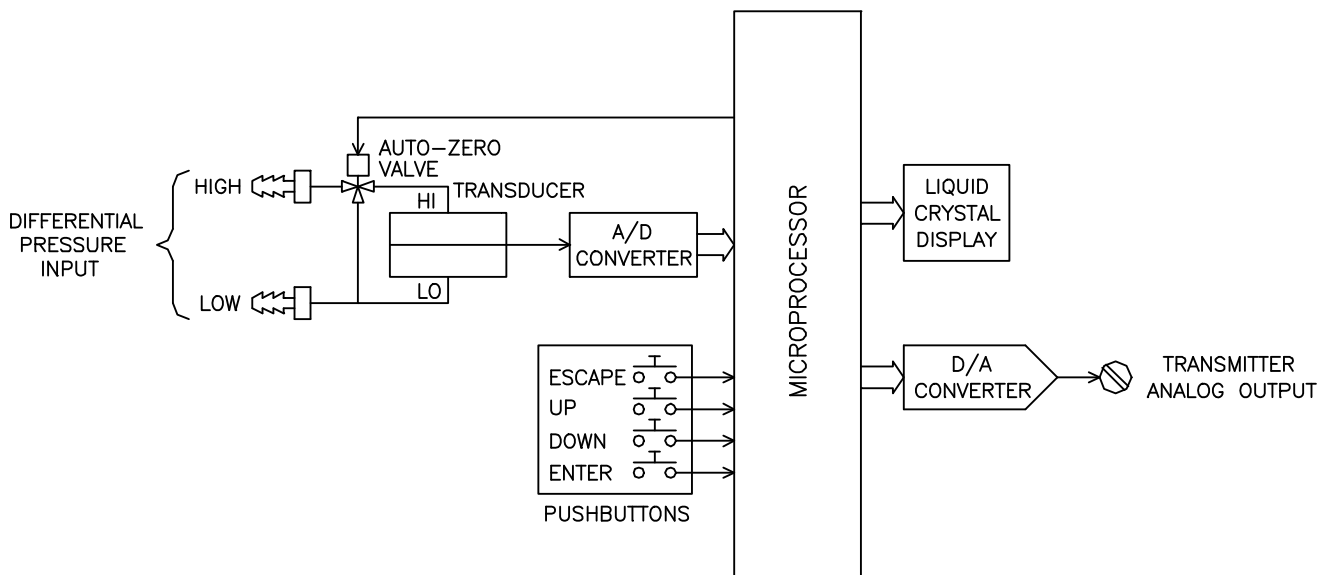 AUTO-ZERO
VALVE
HIGH
TRANSDUCER
HI
DIFFERENTIAL
PRESSURE
INPUT
LOW
LO
A/D
CONVERTER
MICROPROCESSOR
LIQUID
CRYSTAL
DISPLAY
D/A
CONVERTER
TRANSMITTER
ANALOG OUTPUT
ESCAPE
UP
DOWN
ENTER
PUSHBUTTONS